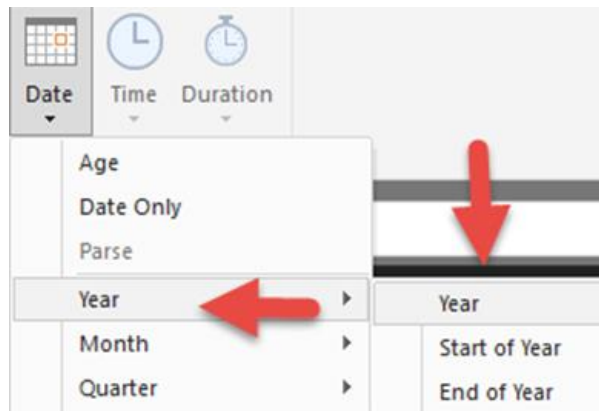 Date Time Duration
Age
Date Only
Parse
Year
Month
Quarter
Year
Start of Year
End of Year